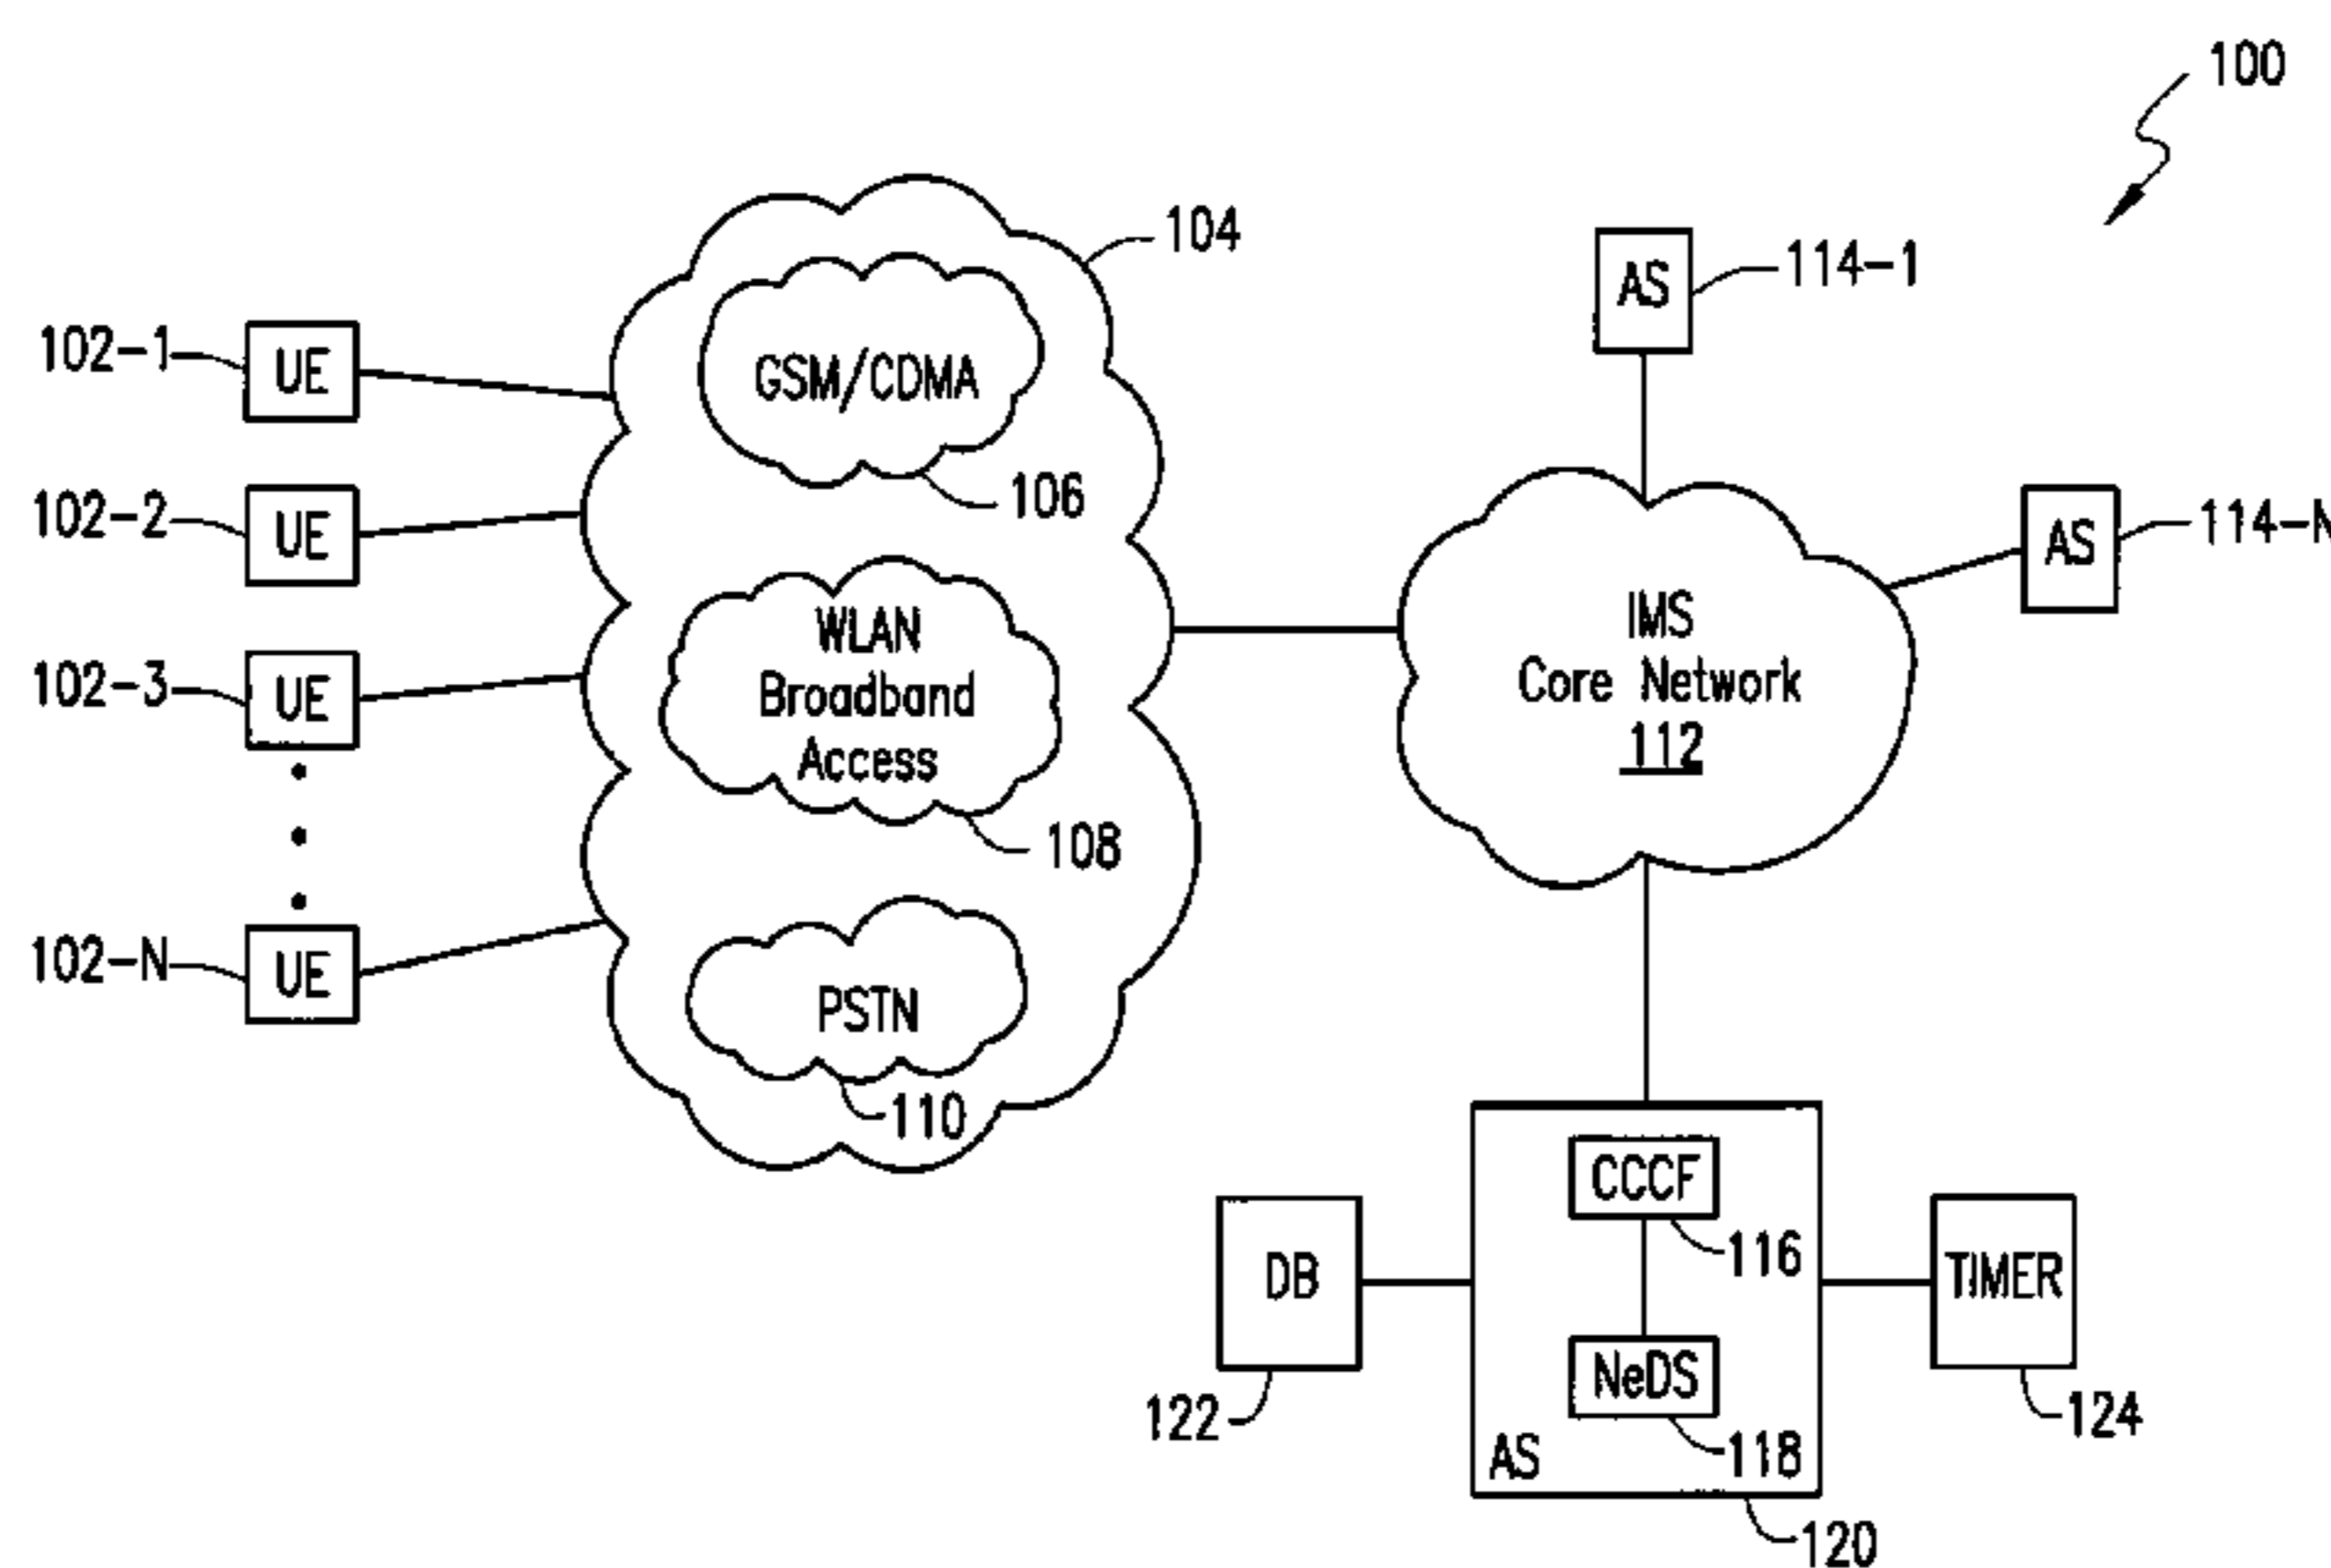 100
104
AS
114-1
102-1
UE
GSM/CDMA
106
102-2
UE
AS
114-N
WLAN
Broadband
Access
108
IMS
Core Network
112
102-3
UE
102-N
UE
PSTN
110
CCCF
116
DB
122
TIMER
124
NeDS
118
AS
120